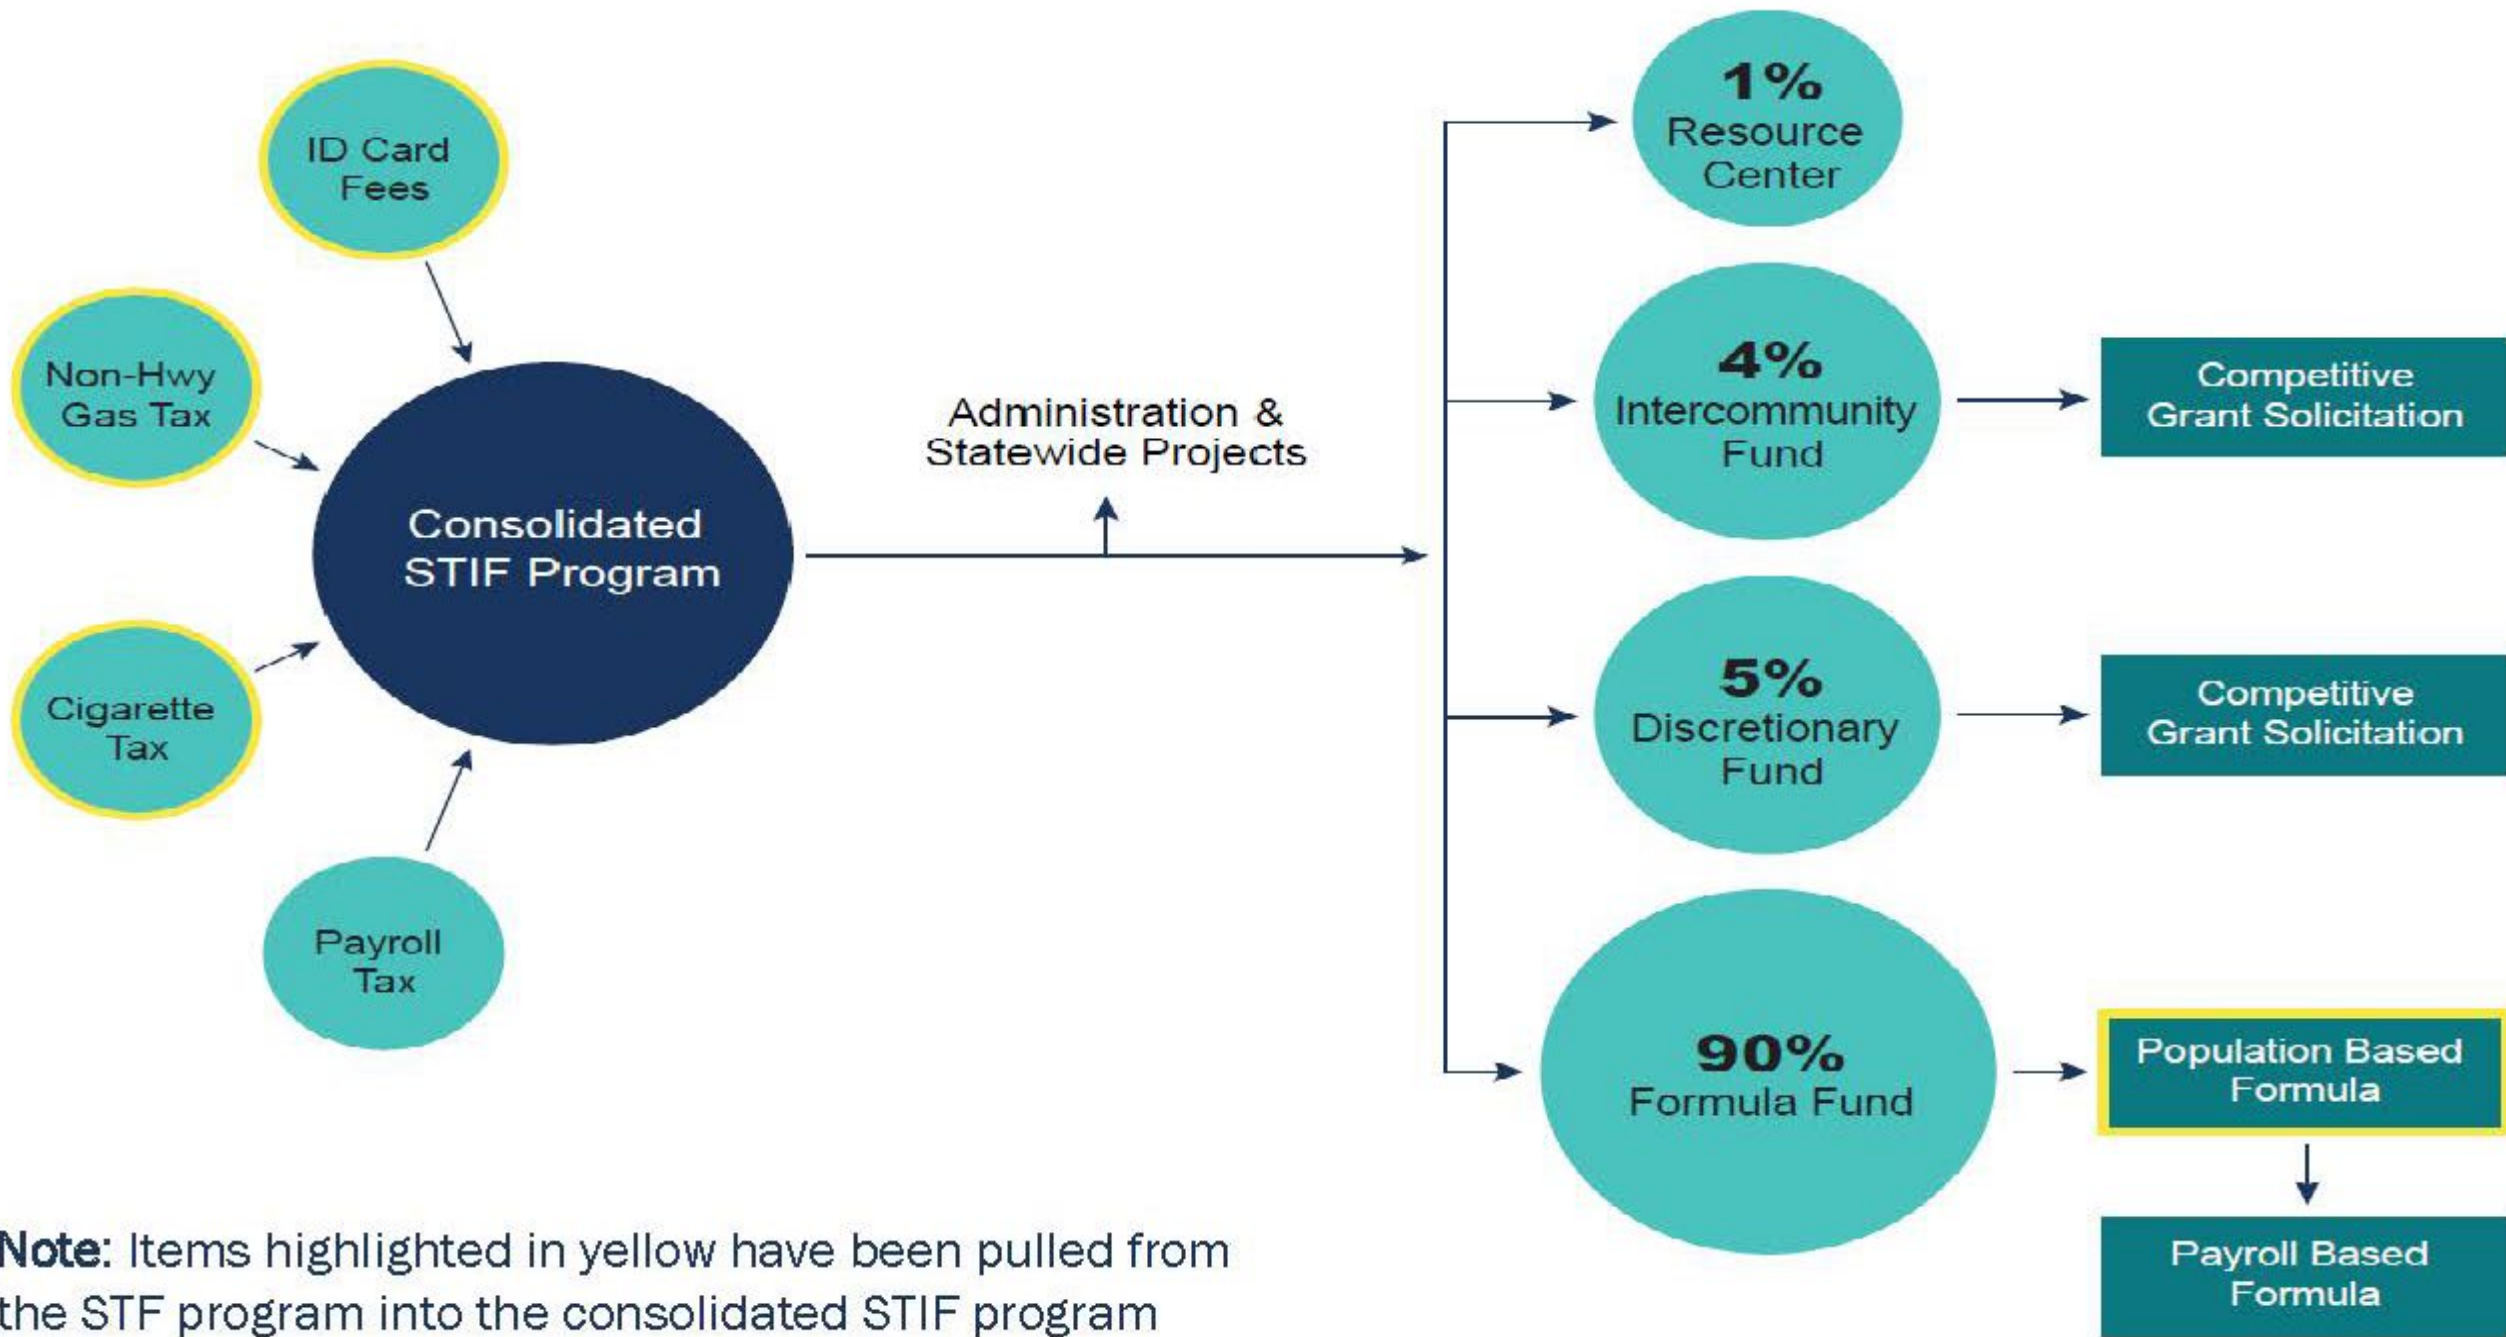 ID Card
Fees
Non-Hwy
Gas Tax
Cigarette
Tax
Payroll
Tax
Consolidated
STIF Program
Administration &
Statewide Projects
1%
Resource
Center
4%
Intercommunity
Fund
Competitive
Grant Solicitation
5%
Discretionary
Fund
Competitive
Grant Solicitation
90%
Formula Fund
Population Based
Formula
Payroll Based
Formula
Note: Items highlighted in yellow have been pulled from
the STF program into the consolidated STIF program